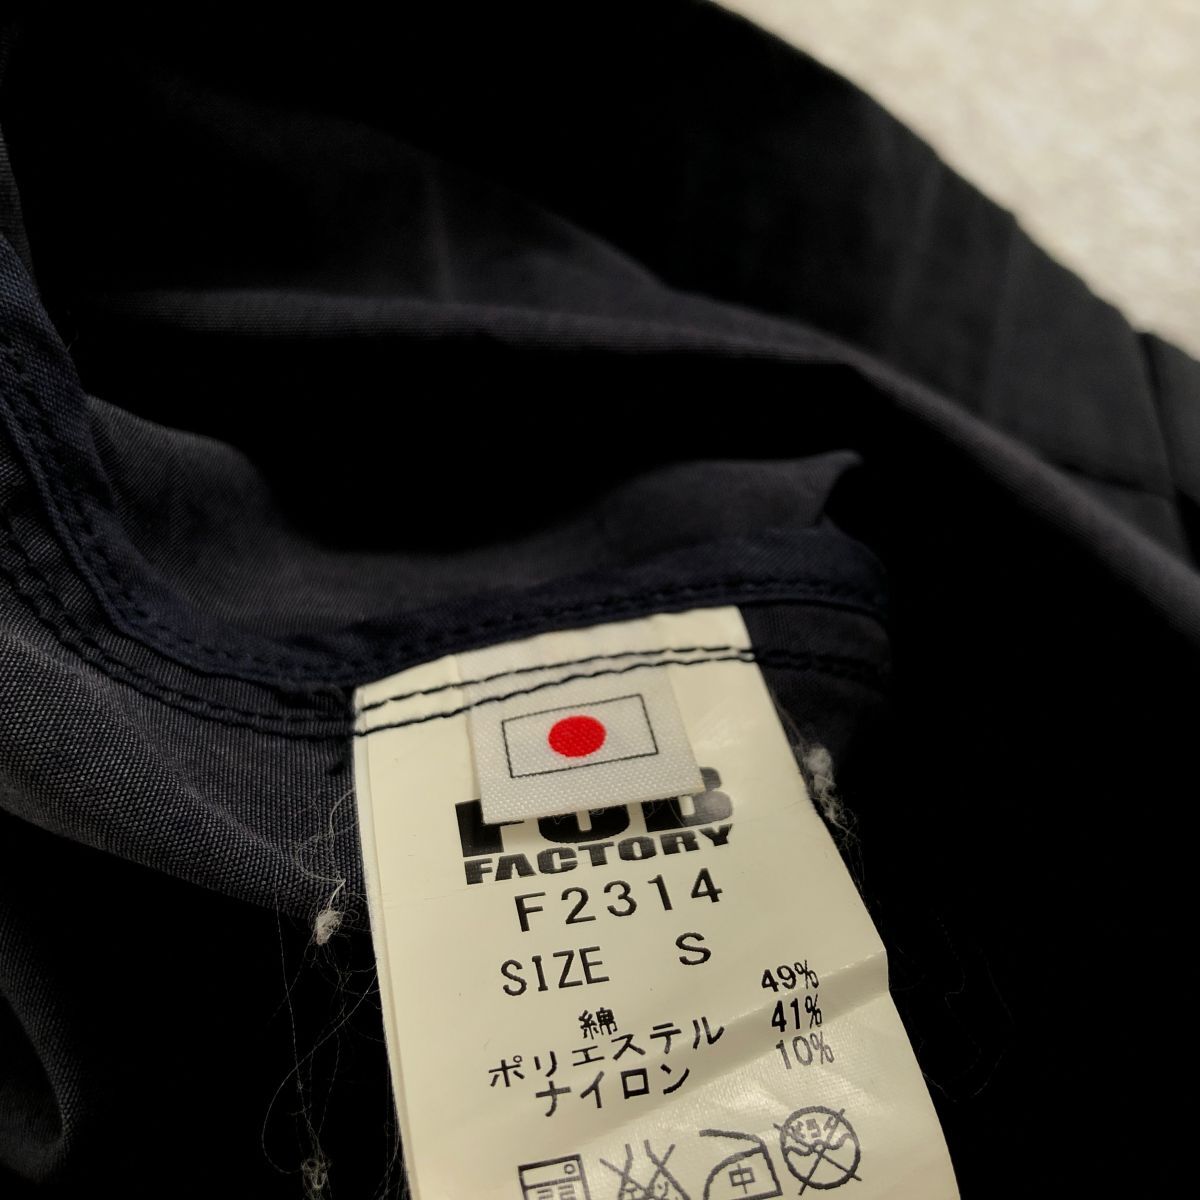 FOB
FACTORY
F2314
SIZE S
綿 49%
ポリエステル 41%
ナイロン 10%
中